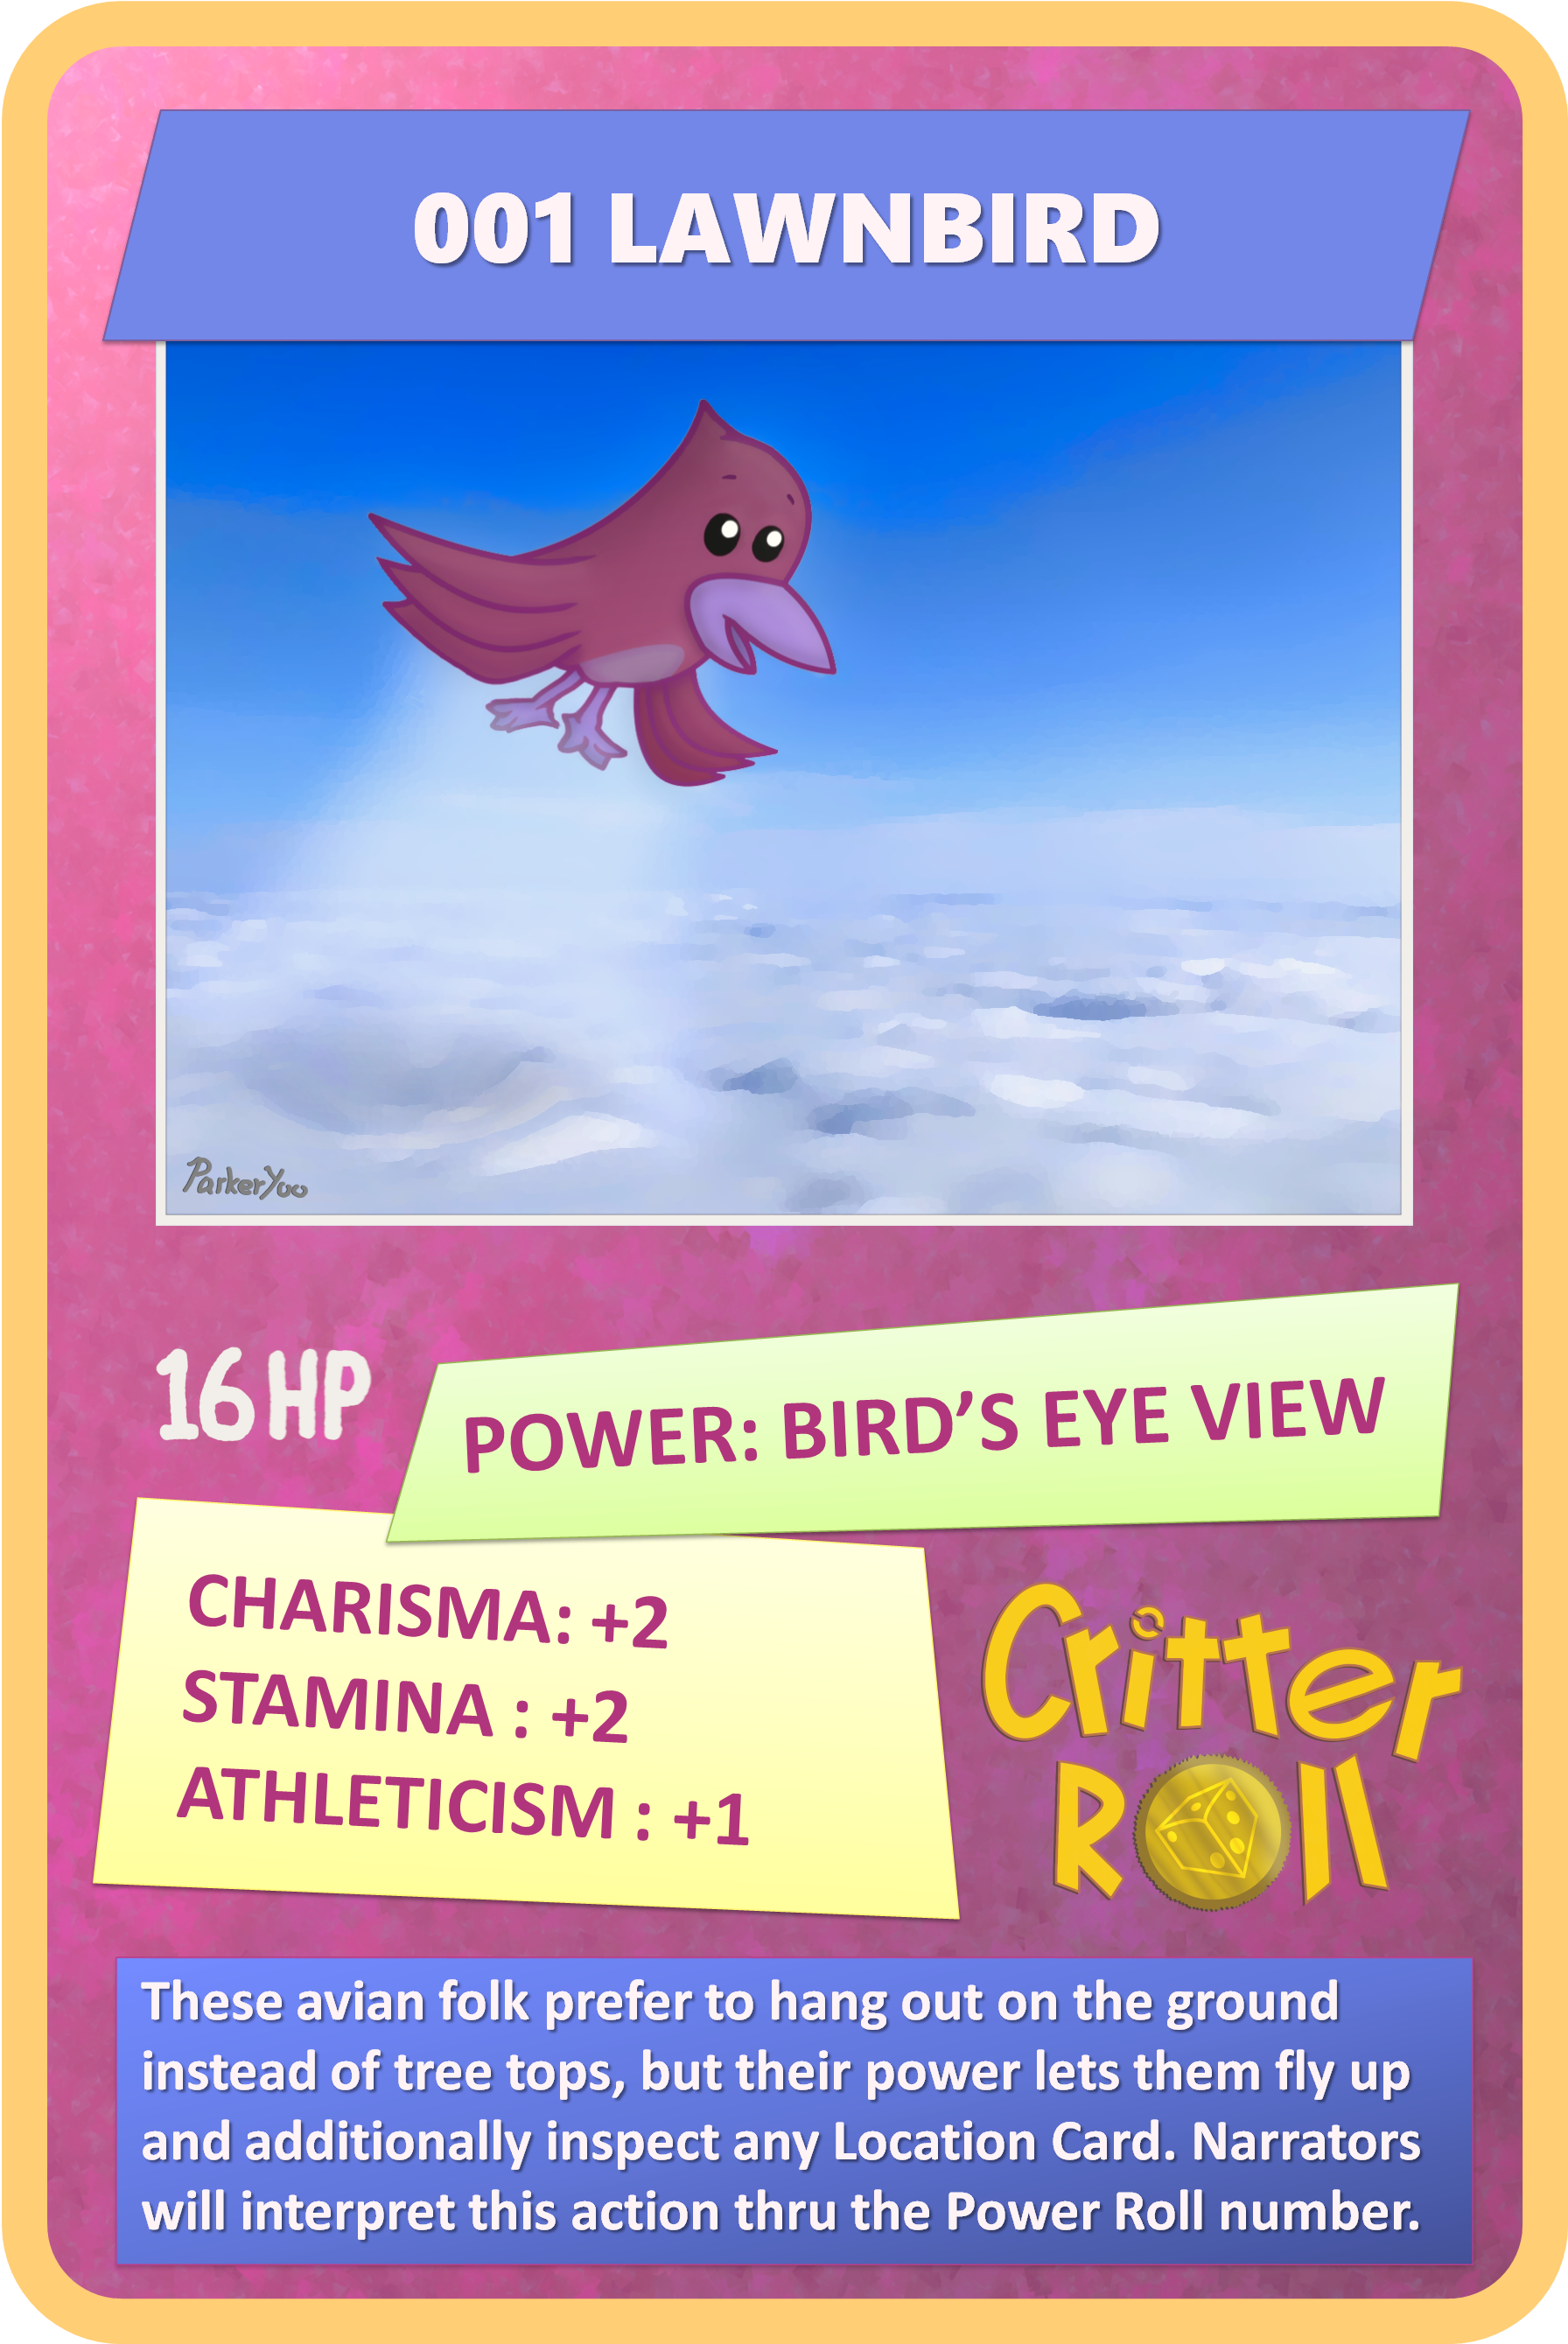 001 LAWNBIRD
ParkerYoo
16 HP
POWER: BIRD’S EYE VIEW
CHARISMA: +2
STAMINA : +2
ATHLETICISM : +1
Critter
Roll
These avian folk prefer to hang out on the ground
instead of tree tops, but their power lets them fly up
and additionally inspect any Location Card. Narrators
will interpret this action thru the Power Roll number.